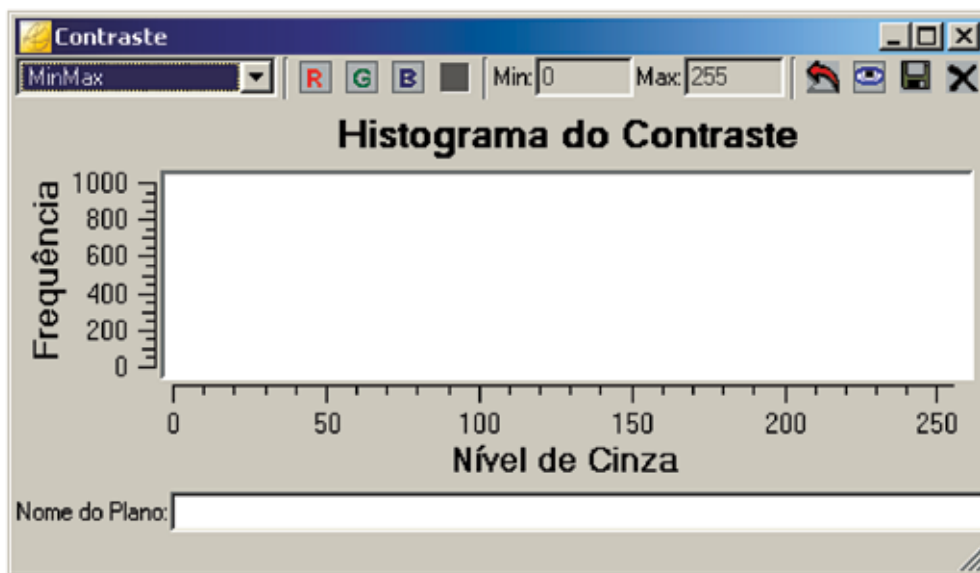 Contraste
MinMax R G B Min: 0 Max: 255
Histograma do Contraste
Frequência
1000
800
600
400
200
0
0 50 100 150 200 250
Nível de Cinza
Nome do Plano: